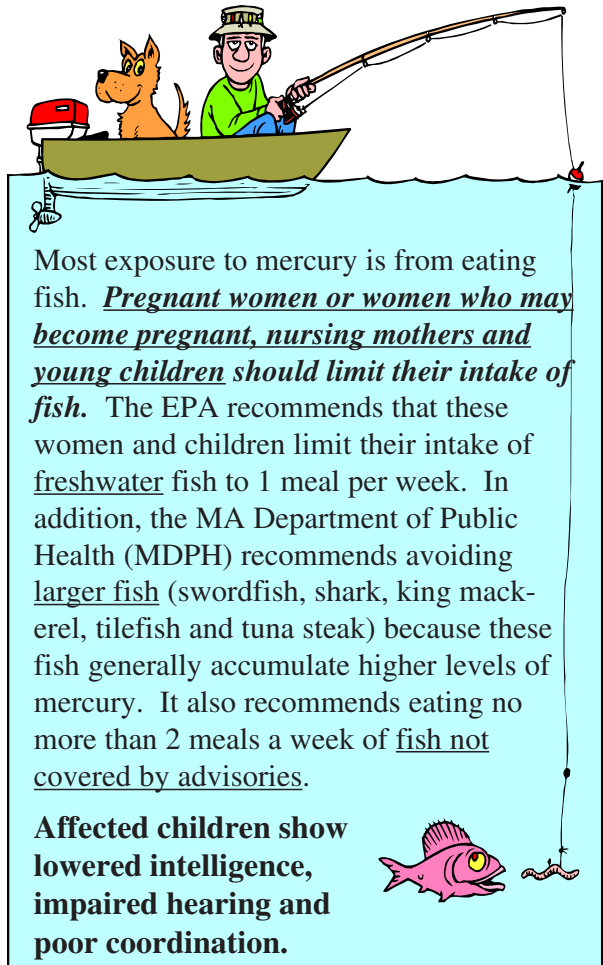 Most exposure to mercury is from eating
fish. Pregnant women or women who may
become pregnant, nursing mothers and
young children should limit their intake of
fish. The EPA recommends that these
women and children limit their intake of
freshwater fish to 1 meal per week. In
addition, the MA Department of Public
Health (MDPH) recommends avoiding
larger fish (swordfish, shark, king mack-
erel, tilefish and tuna steak) because these
fish generally accumulate higher levels of
mercury. It also recommends eating no
more than 2 meals a week of fish not
covered by advisories.
Affected children show
lowered intelligence,
impaired hearing and
poor coordination.